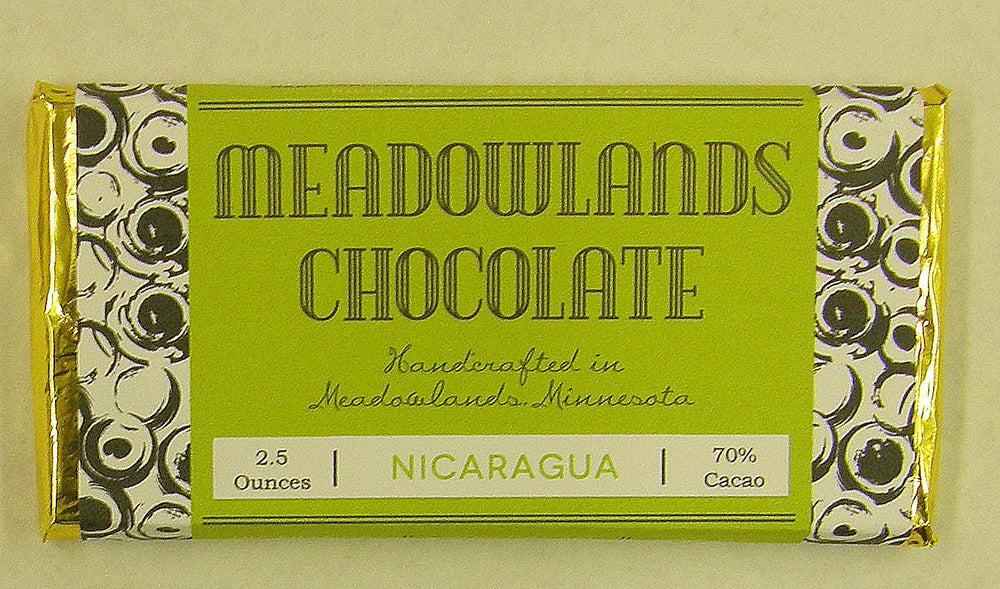 MEADOWLANDS
CHOCOLATE
Handcrafted in
Meadowlands, Minnesota
2.5 Ounces | NICARAGUA | 70% Cacao